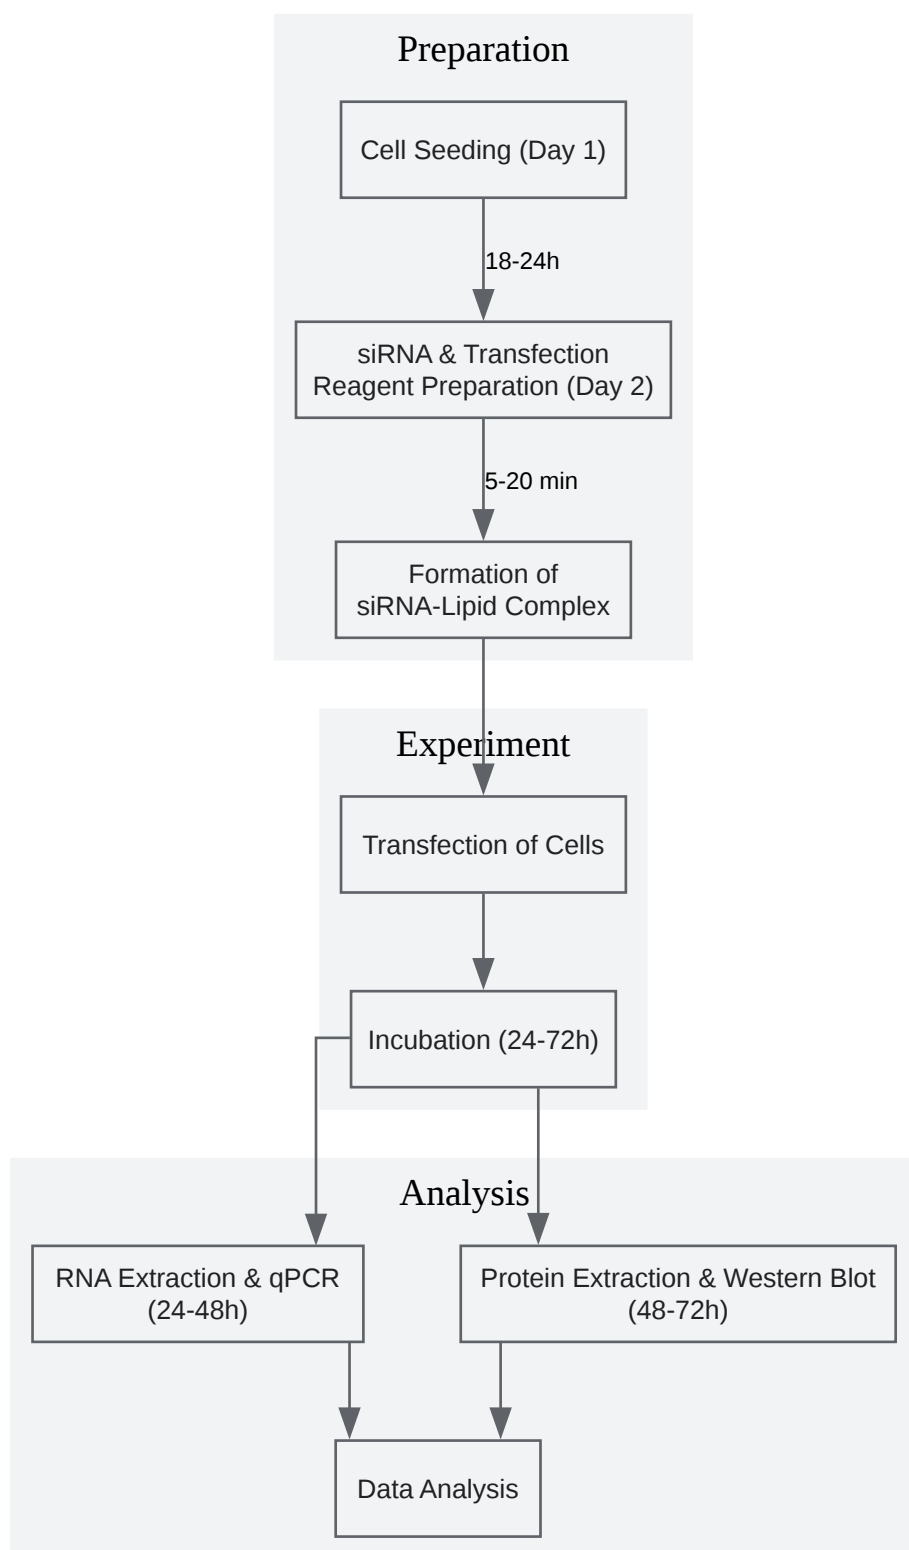 Preparation
Cell Seeding (Day 1)
18-24h
siRNA & Transfection
Reagent Preparation (Day 2)
5-20 min
Formation of
siRNA-Lipid Complex
Experiment
Transfection of Cells
Incubation (24-72h)
Analysis
RNA Extraction & qPCR
(24-48h)
Protein Extraction & Western Blot
(48-72h)
Data Analysis